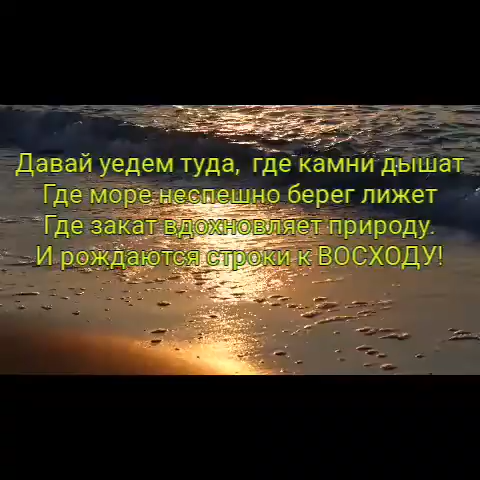 Давай уедем туда, где камни дышат
Где море неспешно берег лижет
Где закат вдохновляет природу.
И рождаются строки к ВОСХОДУ!